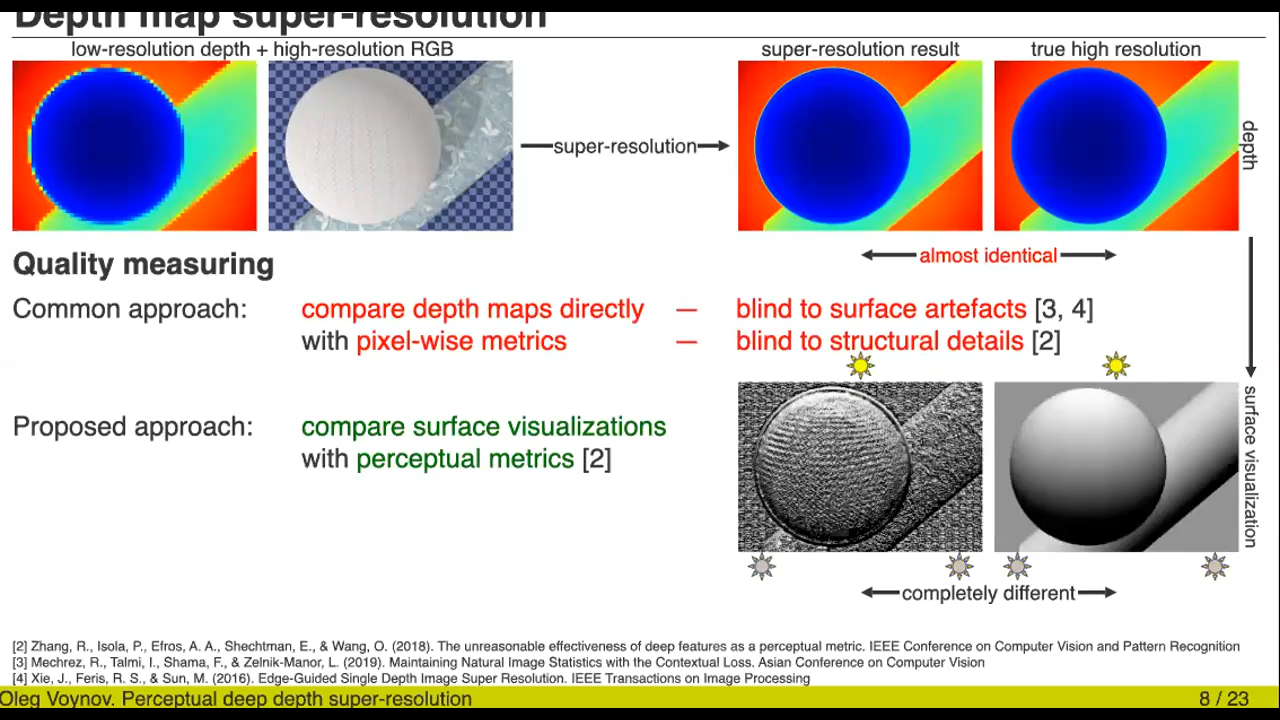 Depth map super-resolution
low-resolution depth + high-resolution RGB
super-resolution result
true high resolution
super-resolution
depth
almost identical
Quality measuring
Common approach: compare depth maps directly — blind to surface artefacts [3, 4]
with pixel-wise metrics — blind to structural details [2]
Proposed approach: compare surface visualizations
with perceptual metrics [2]
surface visualization
completely different
[2] Zhang, R., Isola, P., Efros, A. A., Shechtman, E., & Wang, O. (2018). The unreasonable effectiveness of deep features as a perceptual metric. IEEE Conference on Computer Vision and Pattern Recognition
[3] Mechrez, R., Talmi, I., Shama, F., & Zelnik-Manor, L. (2019). Maintaining Natural Image Statistics with the Contextual Loss. Asian Conference on Computer Vision
[4] Xie, J., Feris, R. S., & Sun, M. (2016). Edge-Guided Single Depth Image Super Resolution. IEEE Transactions on Image Processing
Oleg Voynov. Perceptual deep depth super-resolution
8 / 23